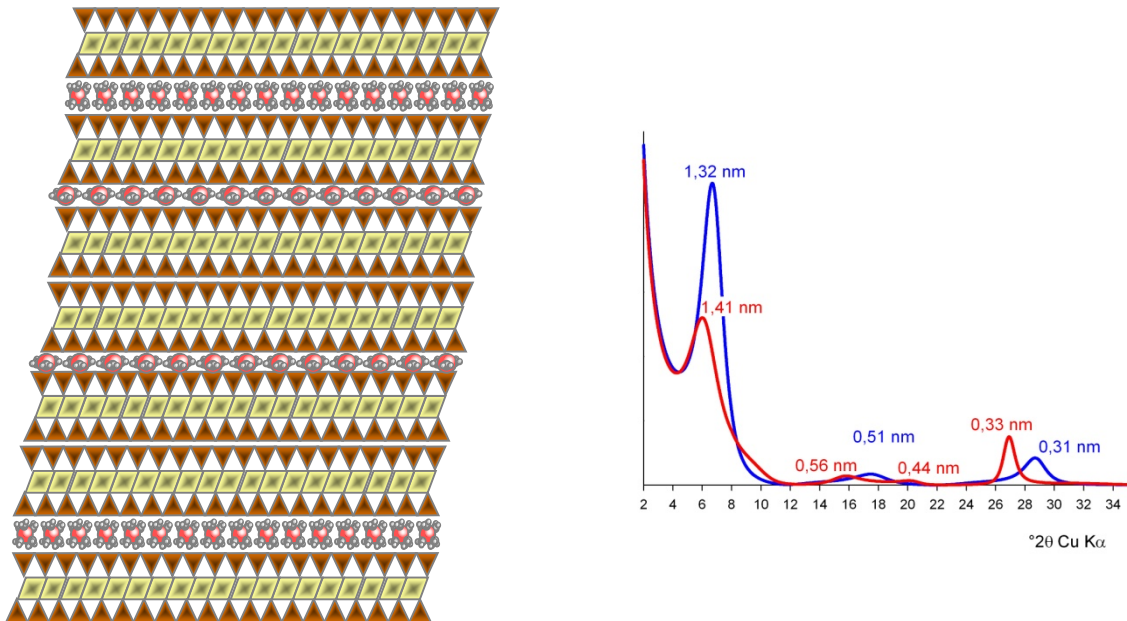 1,32 nm
1,41 nm
0,51 nm
0,33 nm
0,31 nm
0,56 nm
0,44 nm
2 4 6 8 10 12 14 16 18 20 22 24 26 28 30 32 34
°2θ Cu Kα